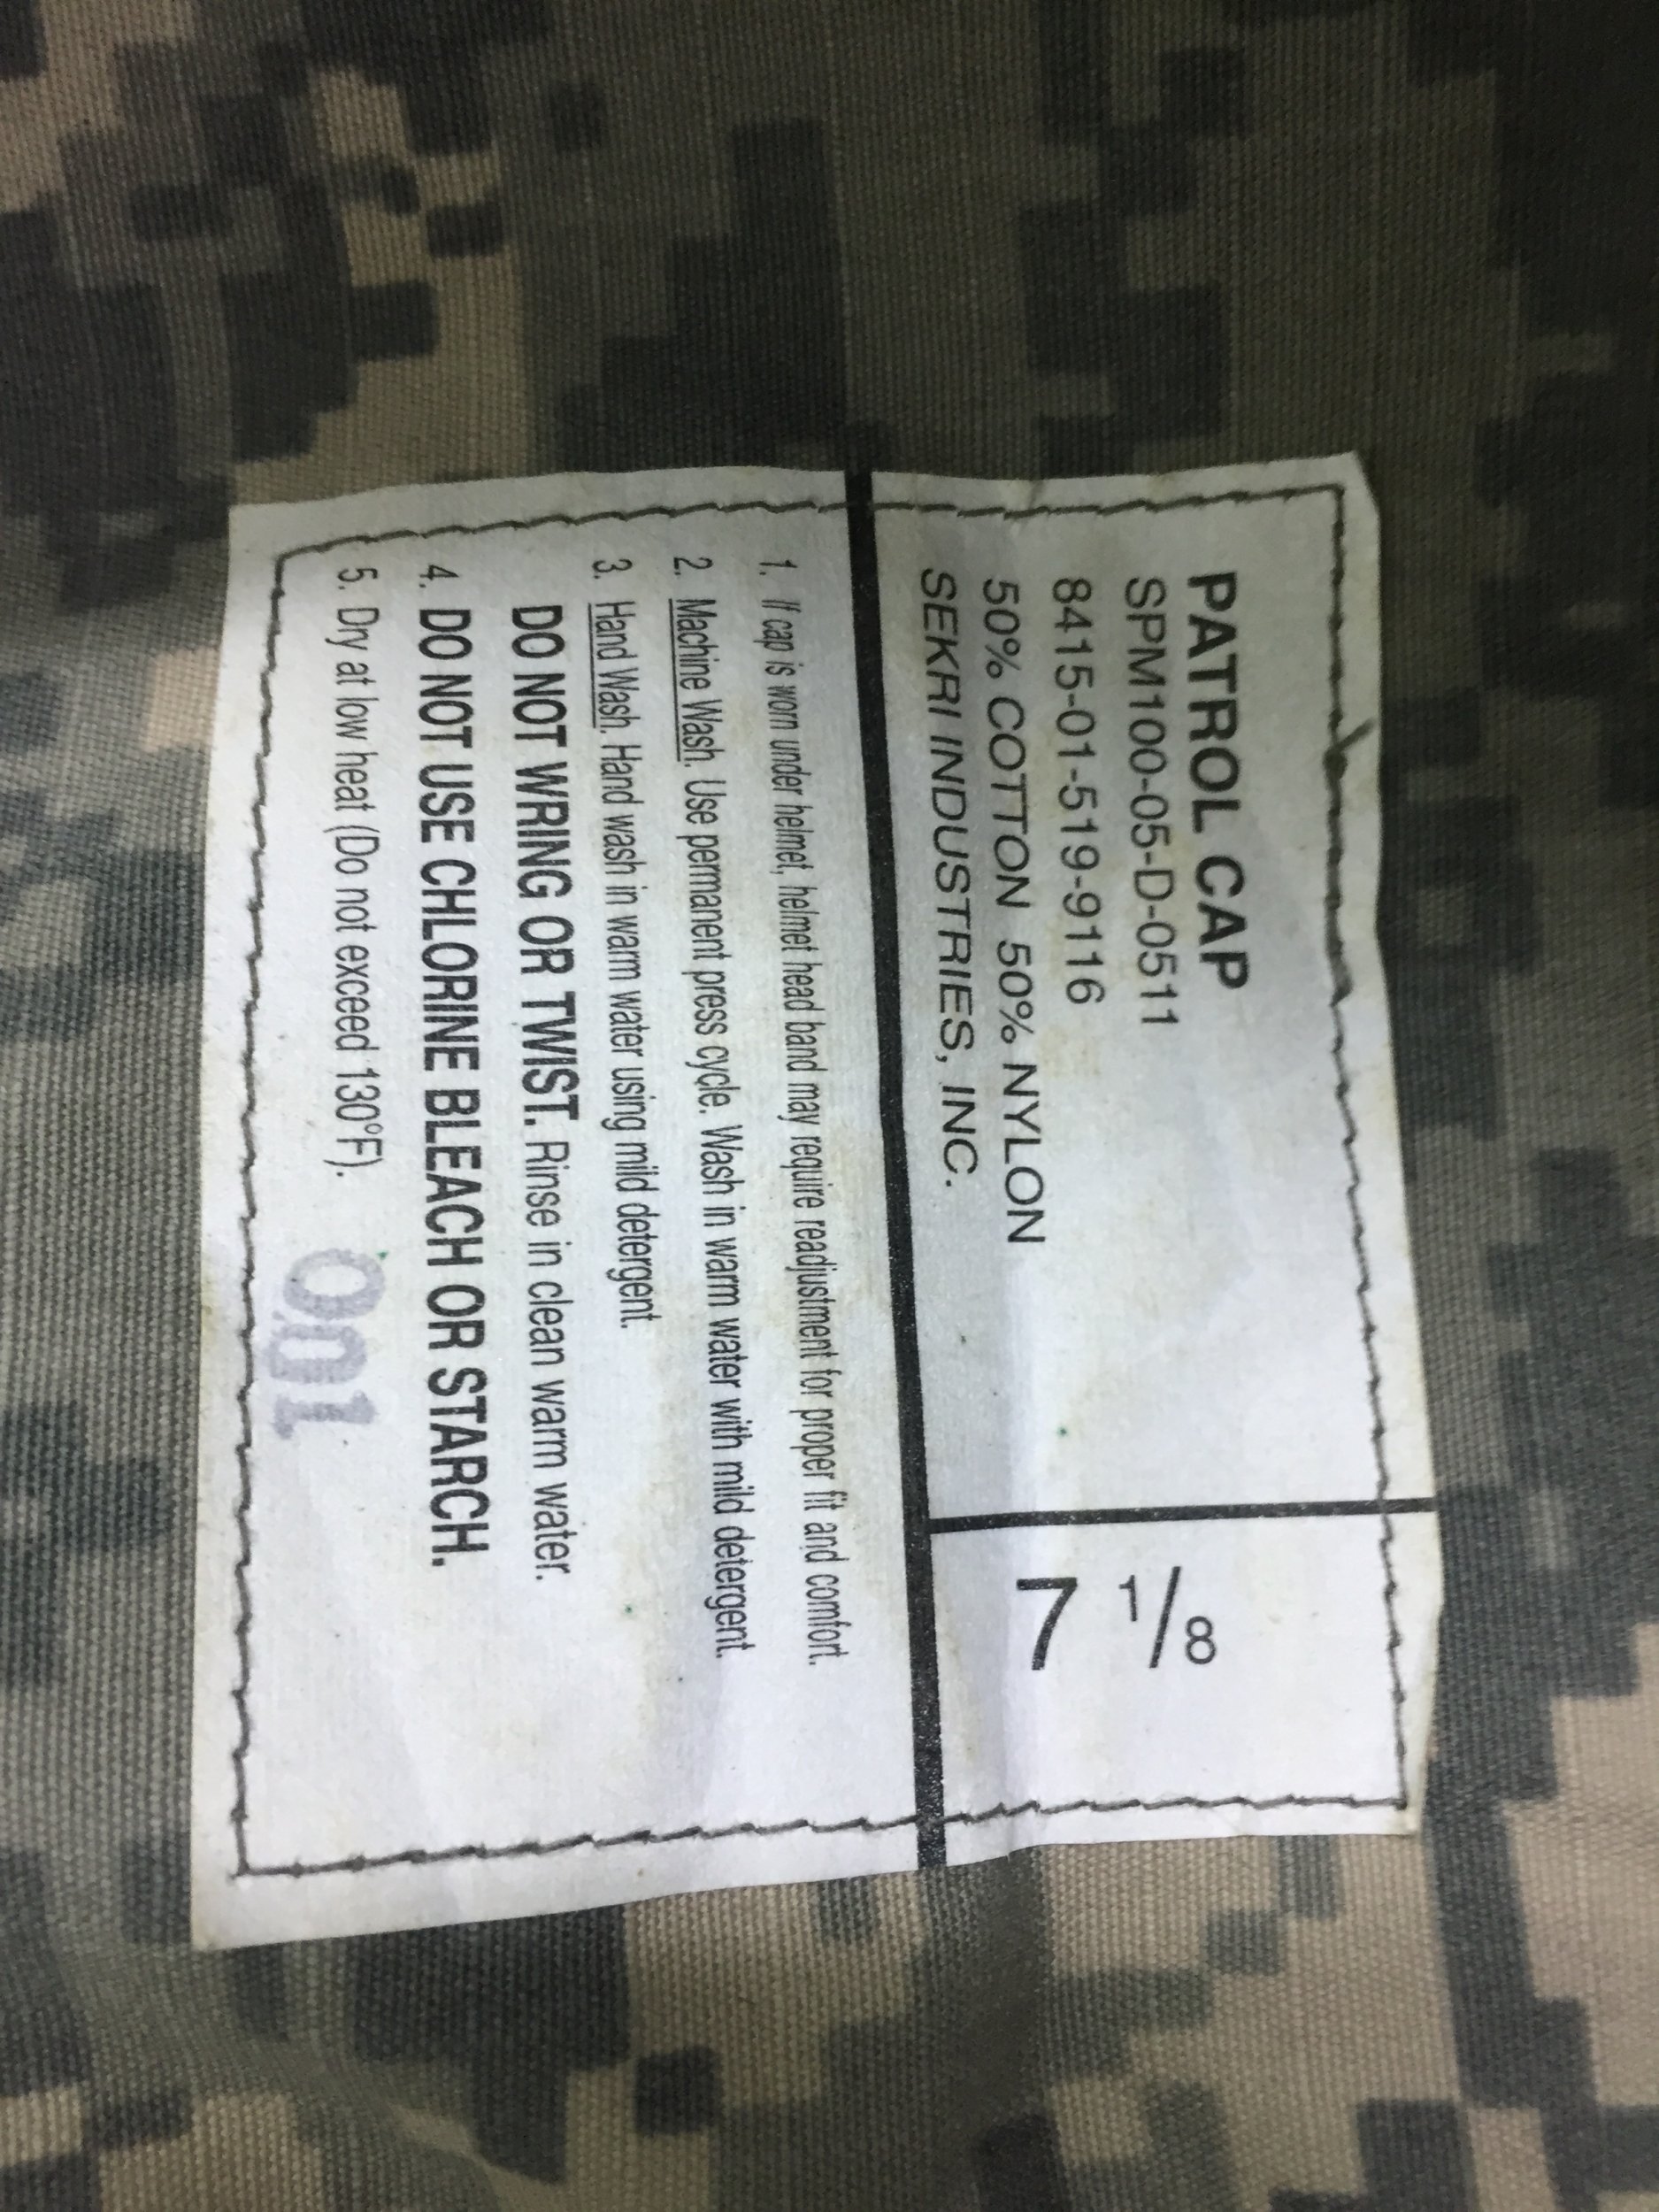 PATROL CAP
SPM100-05-D-0511
8415-01-519-9116
50% COTTON 50% NYLON
SEKRI INDUSTRIES, INC.
7 1/8
1. If cap is worn under helmet, helmet head band may require readjustment for proper fit and comfort.
2. Machine Wash. Use permanent press cycle. Wash in warm water with mild detergent.
3. Hand Wash. Hand wash in warm water using mild detergent.
DO NOT WRING OR TWIST. Rinse in clean warm water.
4. DO NOT USE CHLORINE BLEACH OR STARCH.
5. Dry at low heat (Do not exceed 130°F).
001